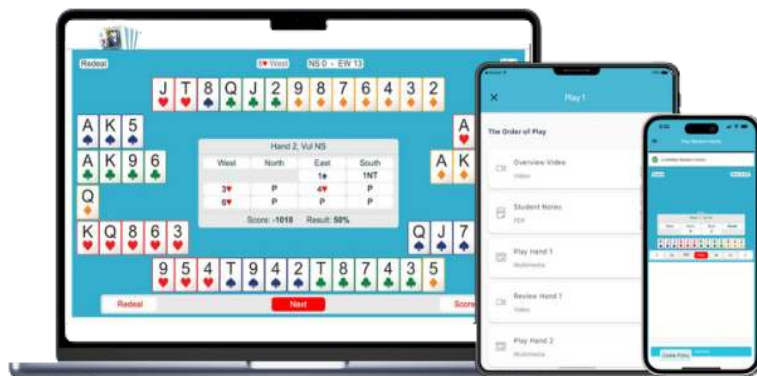 Redeal
6♥ West
NS 0 - EW 13
J T 8 Q J 2 9 8 7 6 4 3 2
A K 5
A K 9 6
Q
K Q 8 6 3
A
A K
Q J 7
Hand 2, Vul NS
West North East South
1♠ 1NT
3♥ P 4♥ P
6♥ P P P
Score: -1010 Result: 50%
9 5 4 T 9 4 2 T 8 7 4 3 5
Redeal
Next
Score
Play 1
The Order of Play
Overview Video
Video
Student Notes
PDF
Play Hand 1
Multimedia
Review Hand 1
Video
Play Hand 2
Multimedia
Cookie Policy